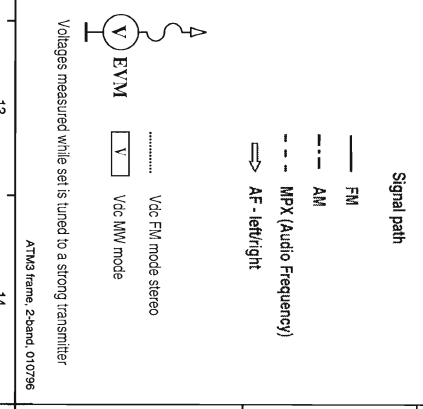 Signal path
FM
AM
MPX (Audio Frequency)
AF - left/right
V EVM
Vdc FM mode stereo
V Vdc MW mode
Voltages measured while set is tuned to a strong transmitter
ATM3 frame, 2-band, 010796
14